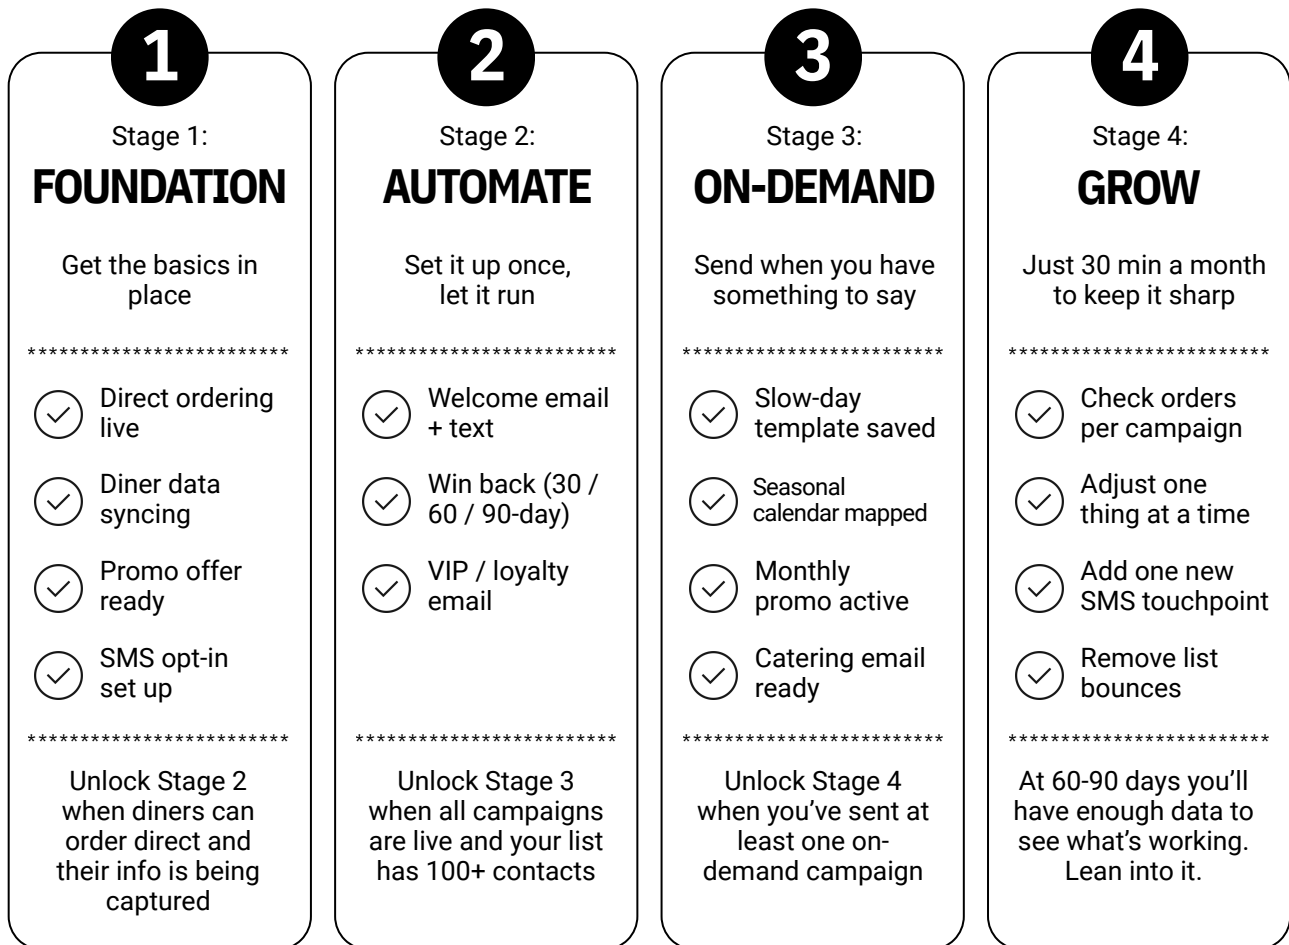 1
Stage 1:
FOUNDATION
Get the basics in
place
*************************
Direct ordering
live
Diner data
syncing
Promo offer
ready
SMS opt-in
set up
*************************
Unlock Stage 2
when diners can
order direct and
their info is being
captured
2
Stage 2:
AUTOMATE
Set it up once,
let it run
*************************
Welcome email
+ text
Win back (30 /
60 / 90-day)
VIP / loyalty
email
*************************
Unlock Stage 3
when all campaigns
are live and your list
has 100+ contacts
3
Stage 3:
ON-DEMAND
Send when you have
something to say
*************************
Slow-day
template saved
Seasonal
calendar mapped
Monthly
promo active
Catering email
ready
*************************
Unlock Stage 4
when you’ve sent at
least one on-
demand campaign
4
Stage 4:
GROW
Just 30 min a month
to keep it sharp
*************************
Check orders
per campaign
Adjust one
thing at a time
Add one new
SMS touchpoint
Remove list
bounces
*************************
At 60-90 days you’ll
have enough data to
see what’s working.
Lean into it.